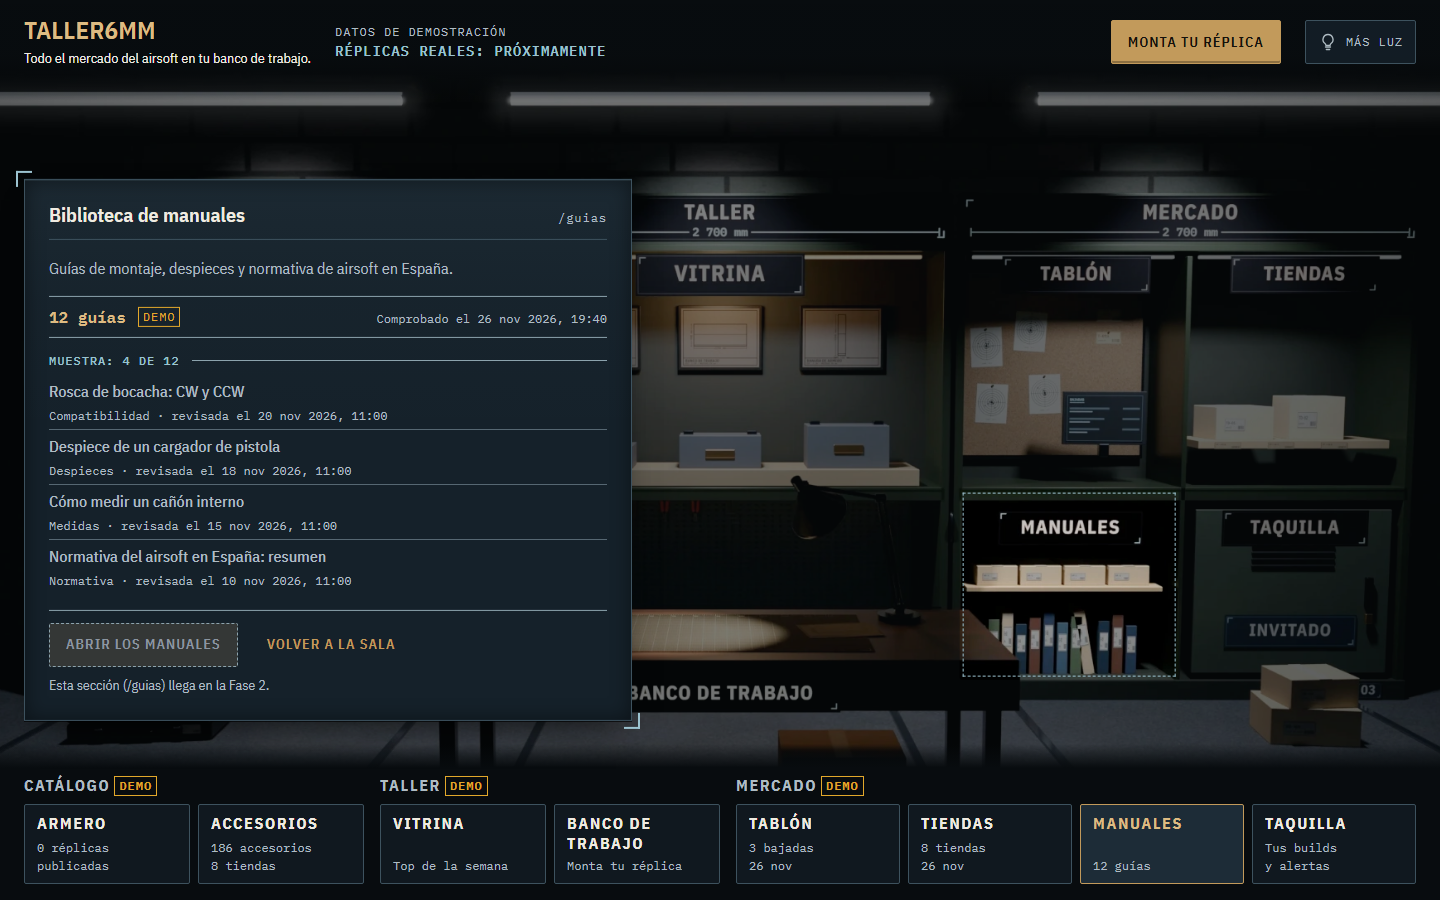 TALLER6MM
Todo el mercado del airsoft en tu banco de trabajo.
DATOS DE DEMOSTRACIÓN
RÉPLICAS REALES: PRÓXIMAMENTE
MONTA TU RÉPLICA
MÁS LUZ
Biblioteca de manuales
/guias
Guías de montaje, despieces y normativa de airsoft en España.
12 guías DEMO
Comprobado el 26 nov 2026, 19:40
MUESTRA: 4 DE 12
Rosca de bocacha: CW y CCW
Compatibilidad · revisada el 20 nov 2026, 11:00
Despiece de un cargador de pistola
Despieces · revisada el 18 nov 2026, 11:00
Cómo medir un cañón interno
Medidas · revisada el 15 nov 2026, 11:00
Normativa del airsoft en España: resumen
Normativa · revisada el 10 nov 2026, 11:00
ABRIR LOS MANUALES
VOLVER A LA SALA
Esta sección (/guias) llega en la Fase 2.
TALLER
2 700 mm
VITRINA
MERCADO
2 700 mm
TABLÓN
TIENDAS
MANUALES
TAQUILLA
INVITADO
BANCO DE TRABAJO
03
CATÁLOGO DEMO
ARMERO
0 réplicas
publicadas
ACCESORIOS
186 accesorios
8 tiendas
TALLER DEMO
VITRINA
Top de la semana
BANCO DE
TRABAJO
Monta tu réplica
MERCADO DEMO
TABLÓN
3 bajadas
26 nov
TIENDAS
8 tiendas
26 nov
MANUALES
12 guías
TAQUILLA
Tus builds
y alertas